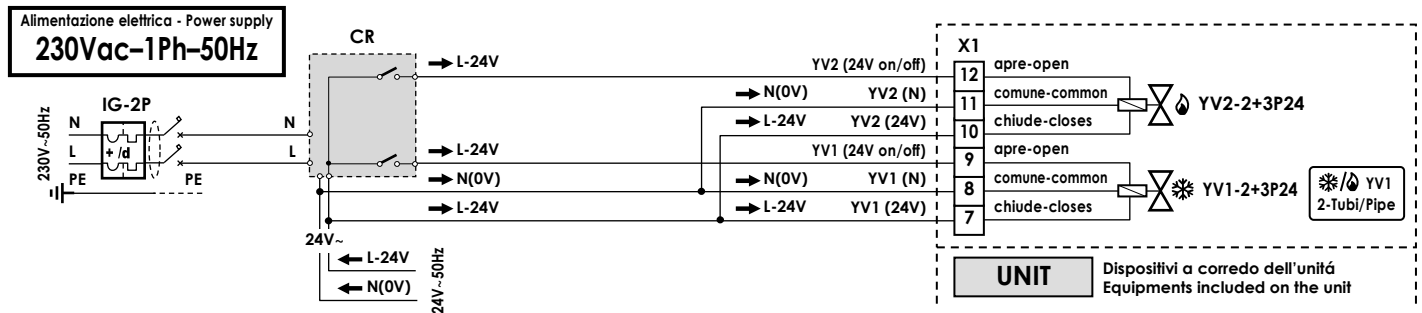 Alimentazione elettrica - Power supply
230Vac–1Ph–50Hz
IG-2P
230V~50Hz
N
L
PE
+ /d
PE
N
L
CR
L-24V
YV2 (24V on/off)
N(0V)
YV2 (N)
L-24V
YV2 (24V)
L-24V
YV1 (24V on/off)
N(0V)
N(0V)
YV1 (N)
L-24V
L-24V
YV1 (24V)
24V~
L-24V
N(0V)
24V~50Hz
X1
12
apre-open
11
comune-common
10
chiude-closes
YV2-2+3P24
9
apre-open
8
comune-common
7
chiude-closes
YV1-2+3P24
/ YV1
2-Tubi/Pipe
UNIT
Dispositivi a corredo dell'unitá
Equipments included on the unit